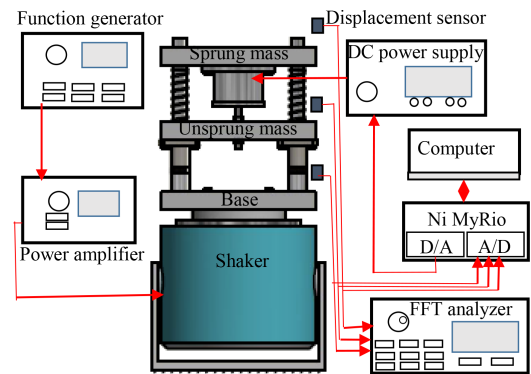 Function generator
Displacement sensor
Sprung mass
DC power supply
Unsprung mass
Computer
Base
Ni MyRio
D/A
A/D
Power amplifier
Shaker
FFT analyzer